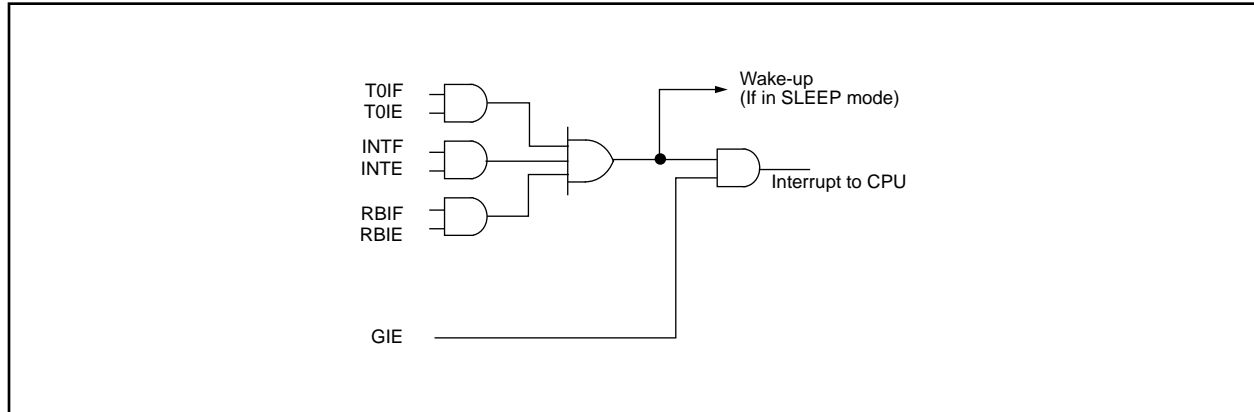 T0IF
T0IE
INTF
INTE
RBIF
RBIE
GIE
Wake-up
(If in SLEEP mode)
Interrupt to CPU